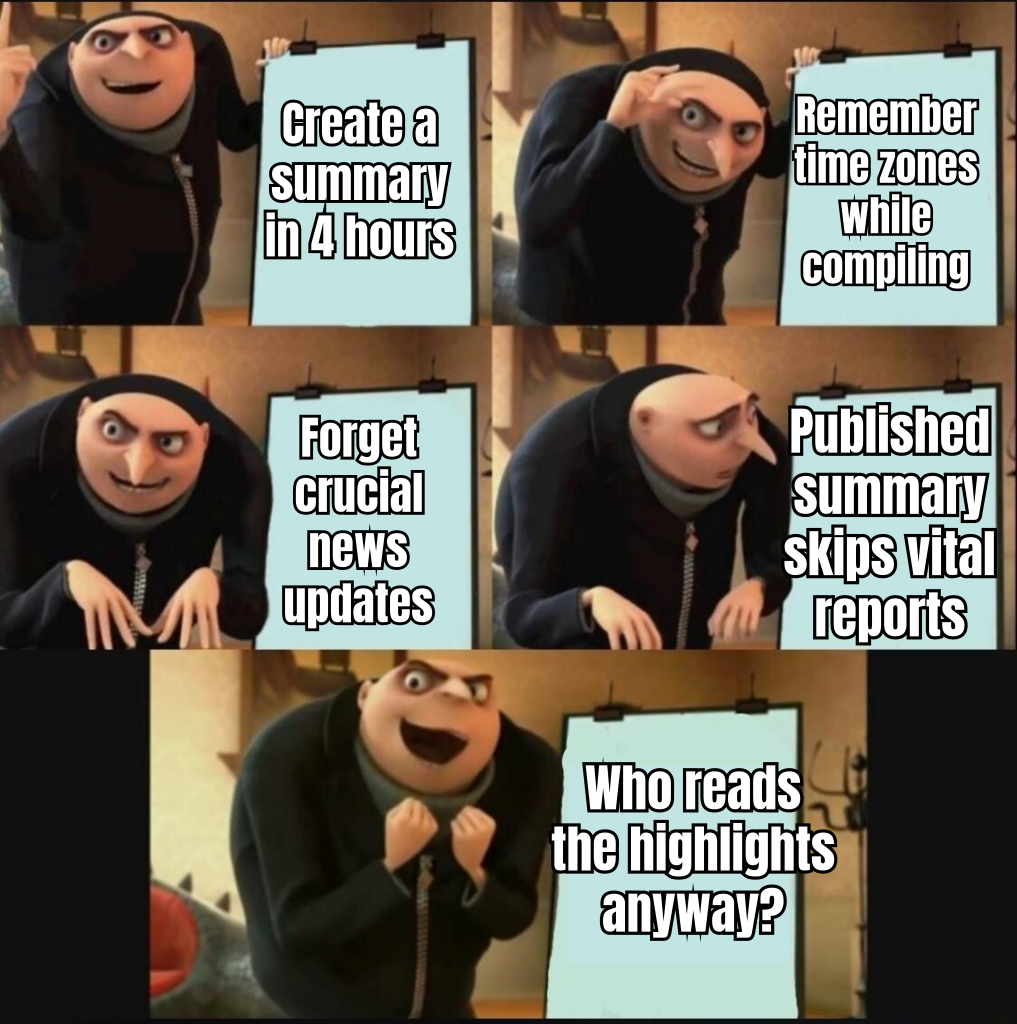 Create a
summary
in 4 hours
Remember
time zones
while
compiling
Forget
crucial
news
updates
Published
summary
skips vital
reports
Who reads
the highlights
anyway?